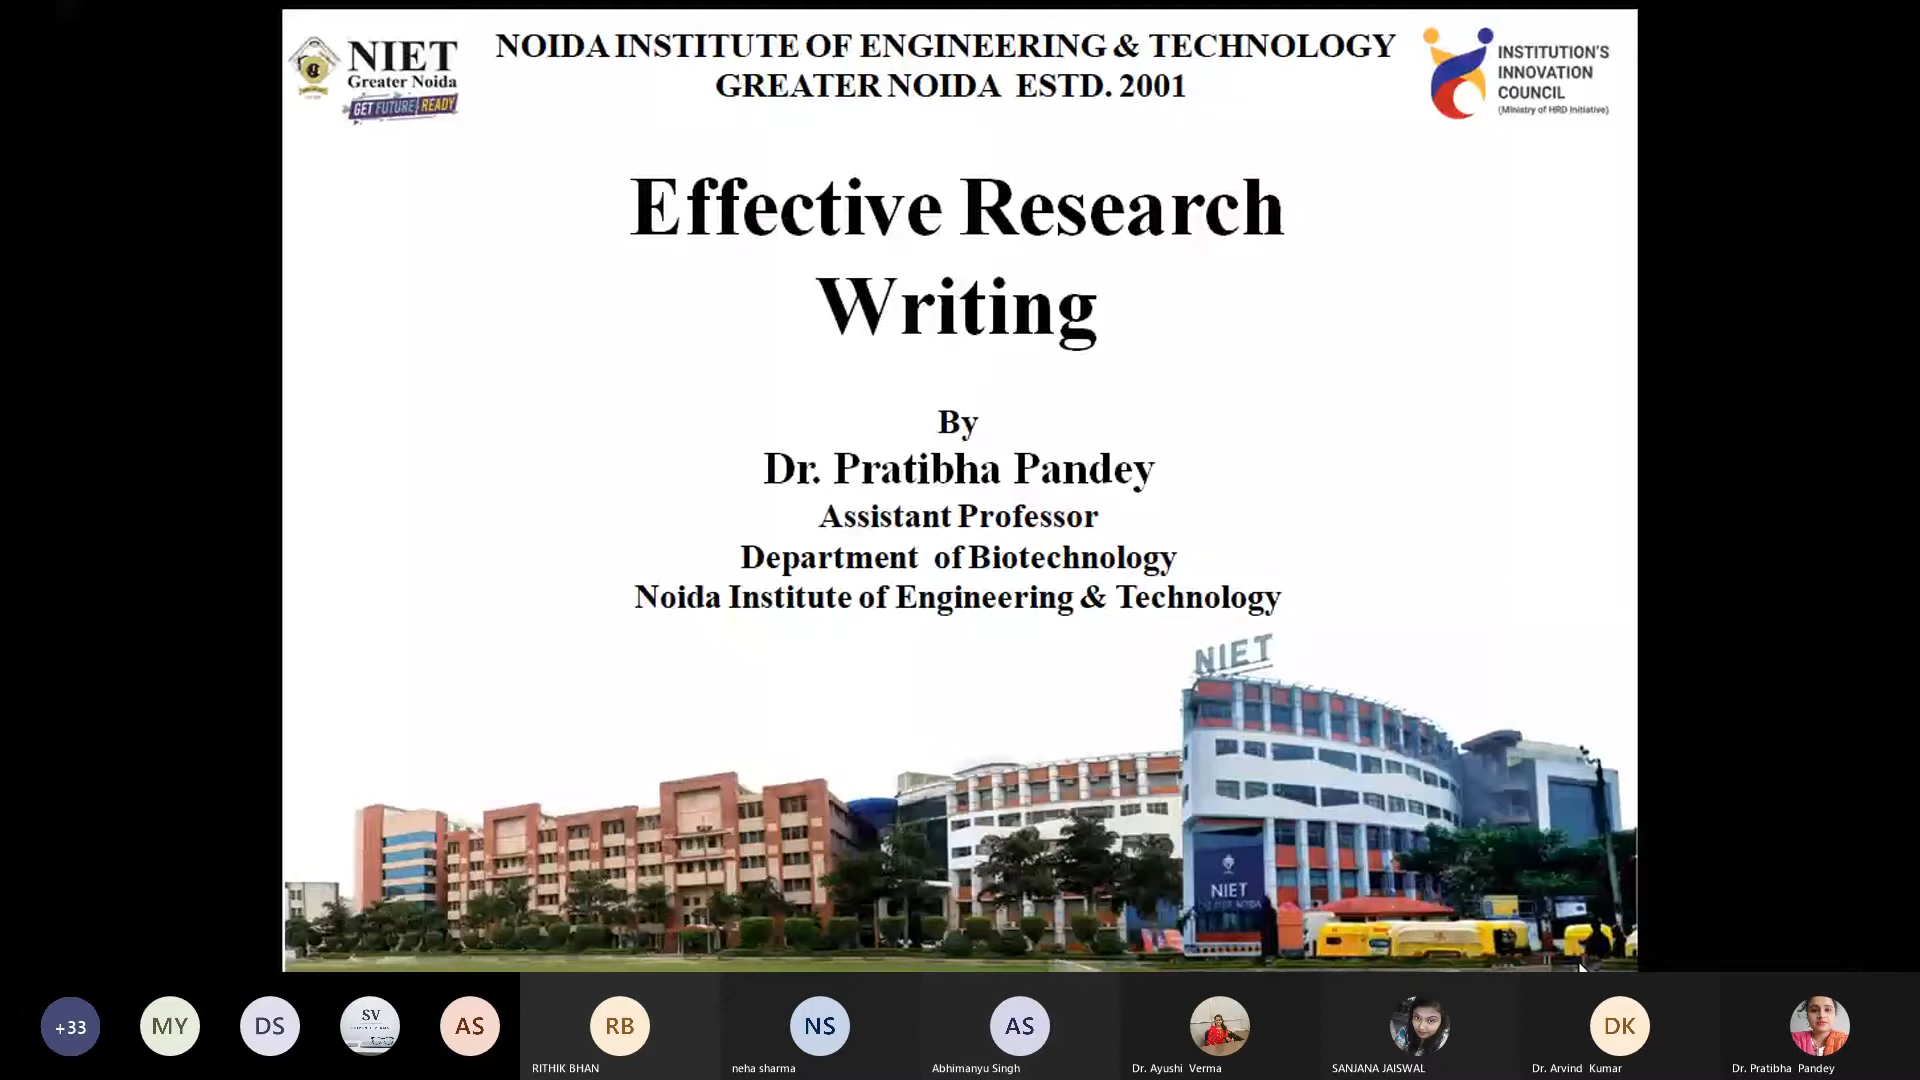 NIET
Greater Noida
GET FUTURE READY
NOIDA INSTITUTE OF ENGINEERING & TECHNOLOGY
GREATER NOIDA ESTD. 2001
INSTITUTION'S
INNOVATION
COUNCIL
(Ministry of HRD Initiative)
Effective Research
Writing
By
Dr. Pratibha Pandey
Assistant Professor
Department of Biotechnology
Noida Institute of Engineering & Technology
NIET
NIET
+33
MY
DS
SV
AS
RB
NS
AS
DK
RITHIK BHAN
neha sharma
Abhimanyu Singh
Dr. Ayushi Verma
SANJANA JAISWAL
Dr. Arvind Kumar
Dr. Pratibha Pandey